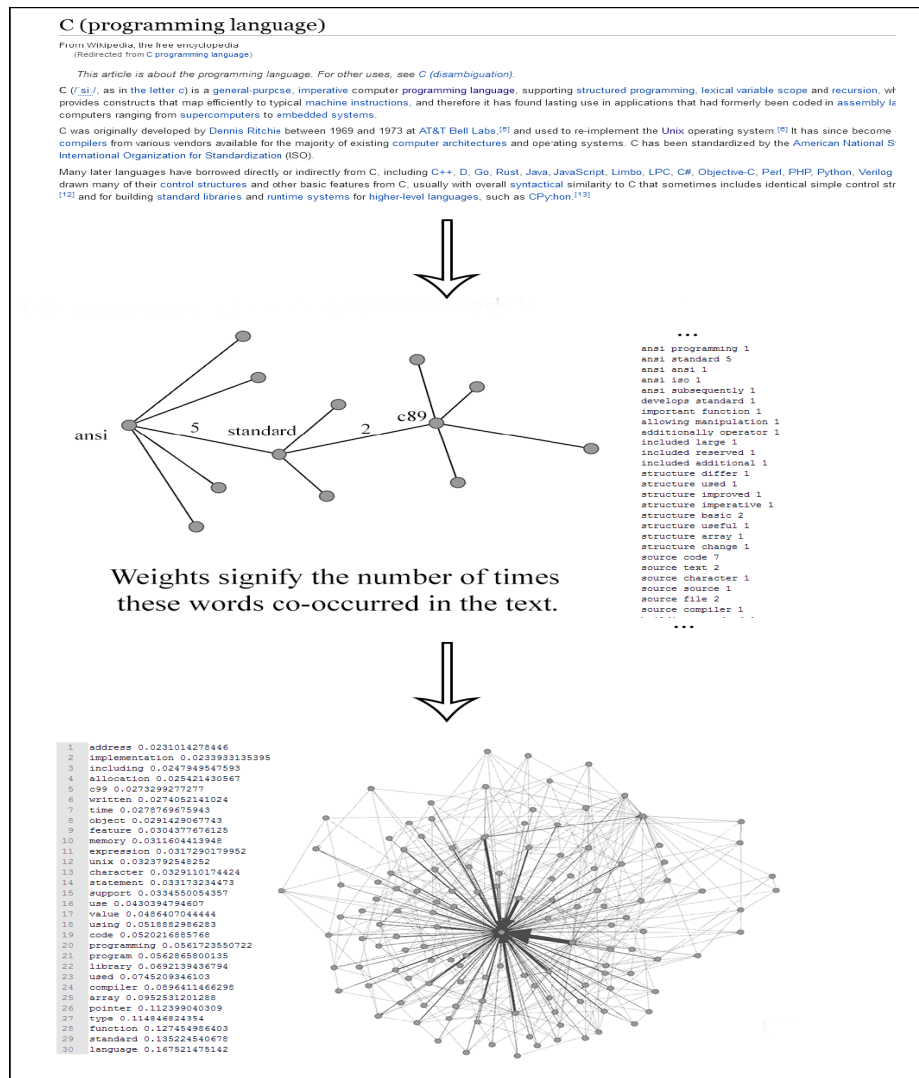 C (programming language)
From Wikipedia, the free encyclopedia
(Redirected from C programming language)
This article is about the programming language. For other uses, see C (disambiguation).
C (/ˈsiː/, as in the letter c) is a general-purpose, imperative computer programming language, supporting structured programming, lexical variable scope and recursion, wh
provides constructs that map efficiently to typical machine instructions, and therefore it has found lasting use in applications that had formerly been coded in assembly la
computers ranging from supercomputers to embedded systems.
C was originally developed by Dennis Ritchie between 1969 and 1973 at AT&T Bell Labs,[5] and used to re-implement the Unix operating system.[6] It has since become
compilers from various vendors available for the majority of existing computer architectures and operating systems. C has been standardized by the American National S
International Organization for Standardization (ISO).
Many later languages have borrowed directly or indirectly from C, including C++, D, Go, Rust, Java, JavaScript, Limbo, LPC, C#, Objective-C, Perl, PHP, Python, Verilog
drawn many of their control structures and other basic features from C, usually with overall syntactical similarity to C that sometimes includes identical simple control str
[12] and for building standard libraries and runtime systems for higher-level languages, such as CPython.[13]
ansi
5
standard
2
c89
...
ansi programming 1
ansi standard 5
ansi ansi 1
ansi iso 1
ansi subsequently 1
develops standard 1
important function 1
allowing manipulation 1
additionally operator 1
included large 1
included reserved 1
included additional 1
structure differ 1
structure used 1
structure improved 1
structure imperative 1
structure basic 2
structure useful 1
structure array 1
structure change 1
source code 7
source text 2
source character 1
source source 1
source file 2
source compiler 1
...
Weights signify the number of times
these words co-occurred in the text.
1 address 0.0231014278446
2 implementation 0.0233933135395
3 including 0.0247949547593
4 allocation 0.025421430567
5 c99 0.0273299277277
6 written 0.0274052141024
7 time 0.0278769675943
8 object 0.0291429067743
9 feature 0.0304377676125
10 memory 0.0311604413948
11 expression 0.0317290179952
12 unix 0.0323792548252
13 character 0.0329110174424
14 statement 0.033173234473
15 support 0.0334550054357
16 use 0.0430394794607
17 value 0.0486407044444
18 using 0.0518882986283
19 code 0.0520216885768
20 programming 0.0561723550722
21 program 0.0562865800135
22 library 0.0692139436794
23 used 0.0745209346103
24 compiler 0.0896411466298
25 array 0.0952531201288
26 pointer 0.112399040309
27 type 0.114846824354
28 function 0.127454986403
29 standard 0.135224540678
30 language 0.167521475142